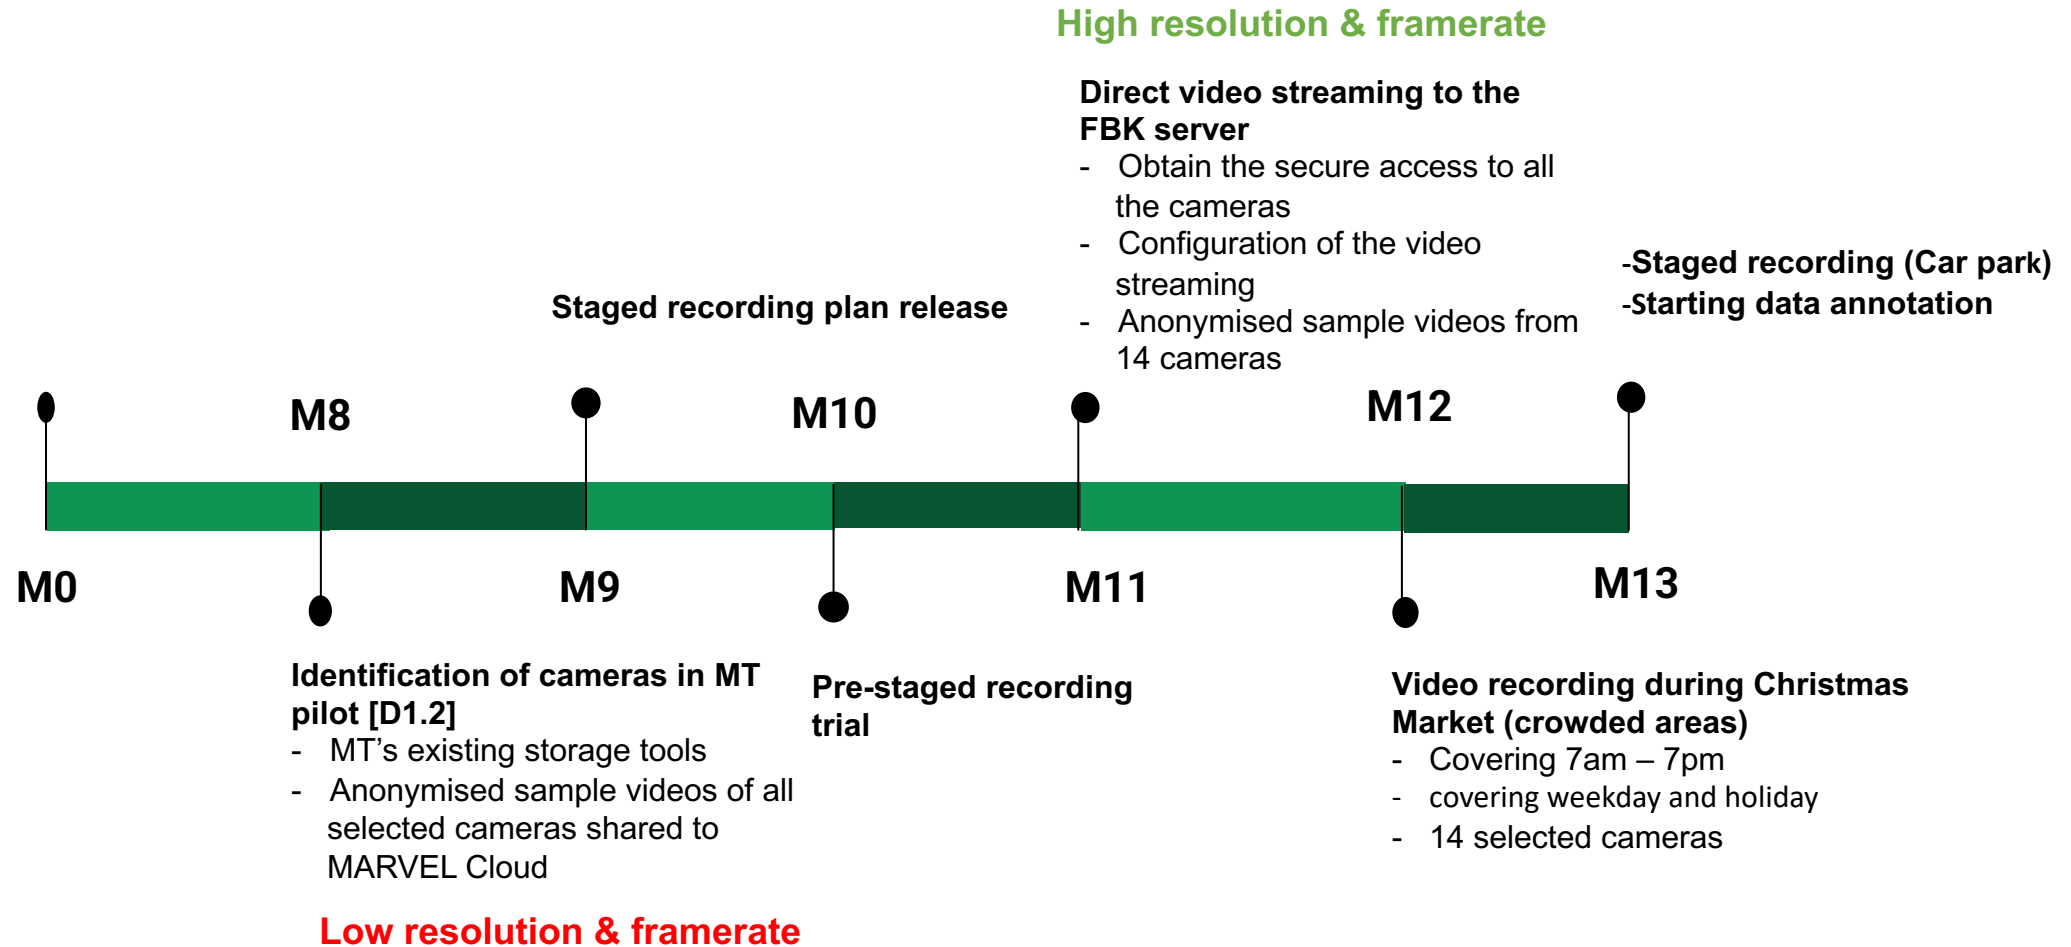 High resolution & framerate
Direct video streaming to the
FBK server
- Obtain the secure access to all
the cameras
- Configuration of the video
streaming
- Anonymised sample videos from
14 cameras
-Staged recording (Car park)
-Starting data annotation
Staged recording plan release
M8
M10
M12
M0
M9
M11
M13
Identification of cameras in MT
pilot [D1.2]
- MT’s existing storage tools
- Anonymised sample videos of all
selected cameras shared to
MARVEL Cloud
Low resolution & framerate
Pre-staged recording
trial
Video recording during Christmas
Market (crowded areas)
- Covering 7am – 7pm
- covering weekday and holiday
- 14 selected cameras